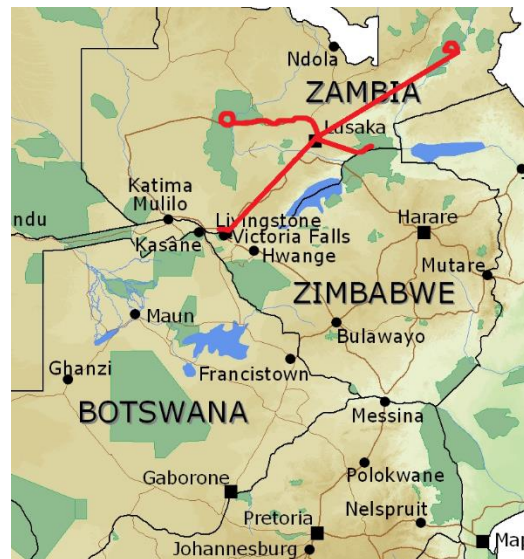 Ndola
ZAMBIA
Lusaka
Katima
Mulilo
Livingstone
ndu
Kasane
Victoria Falls
Harare
Hwange
Mutare
ZIMBABWE
Maun
Bulawayo
Ghanzi
Francistown
BOTSWANA
Messina
Gaborone
Polokwane
Nelspruit
Pretoria
Map
Johannesburg